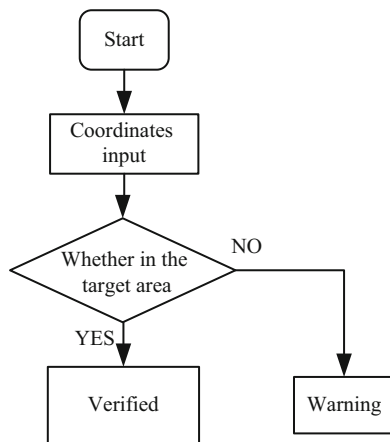 Start
Coordinates
input
Whether in the
target area
NO
YES
Verified
Warning